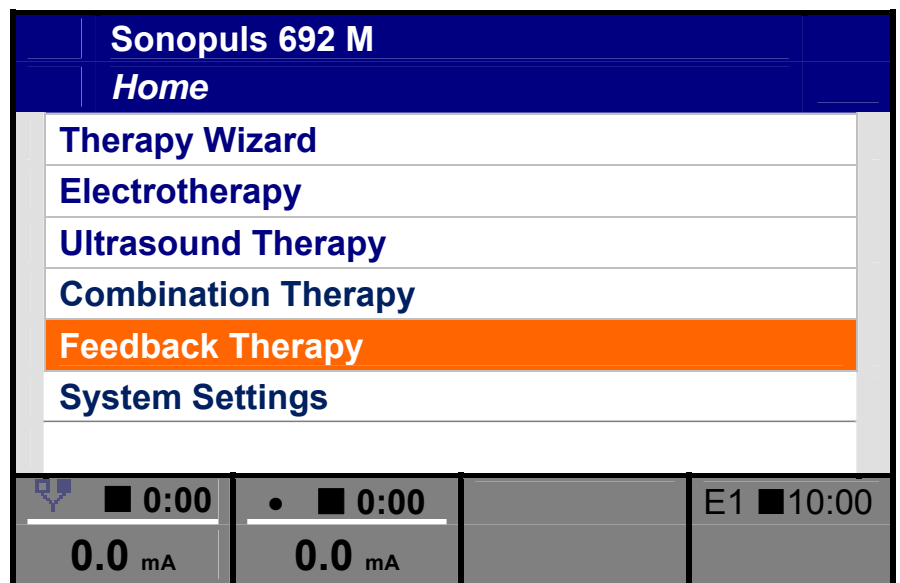 Sonopuls 692 M
Home
Therapy Wizard
Electrotherapy
Ultrasound Therapy
Combination Therapy
Feedback Therapy
System Settings
■ 0:00 • ■ 0:00 E1 ■10:00
0.0 mA 0.0 mA